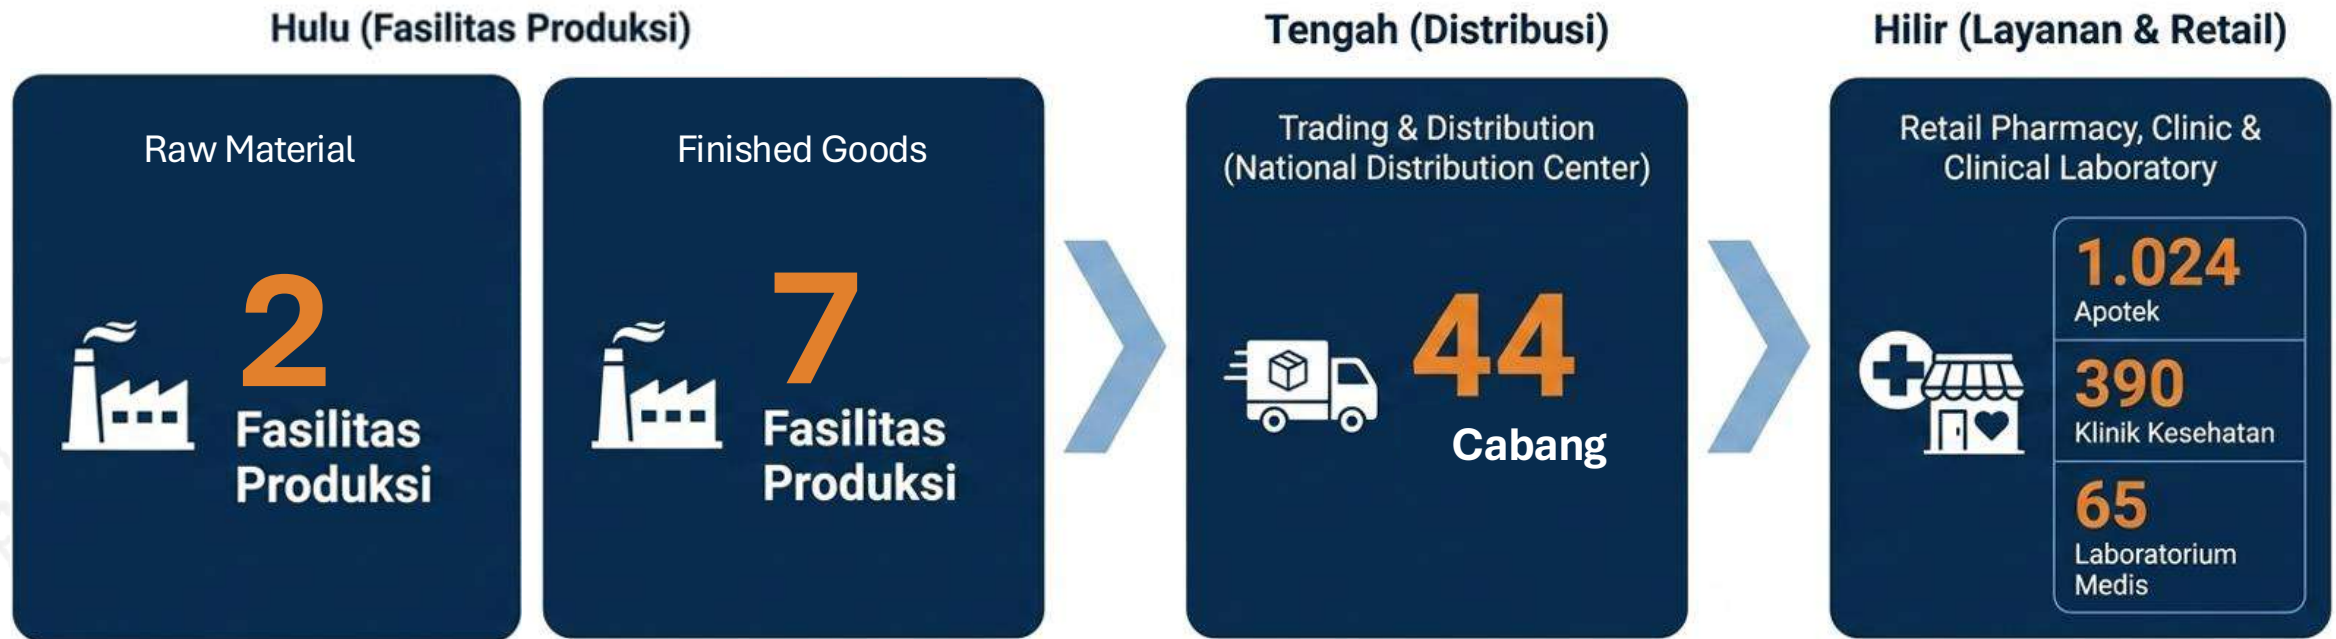 Hulu (Fasilitas Produksi)
Raw Material
2
Fasilitas
Produksi
Finished Goods
7
Fasilitas
Produksi
Tengah (Distribusi)
Trading & Distribution
(National Distribution Center)
44
Cabang
Hilir (Layanan & Retail)
Retail Pharmacy, Clinic &
Clinical Laboratory
1.024
Apotek
390
Klinik Kesehatan
65
Laboratorium
Medis